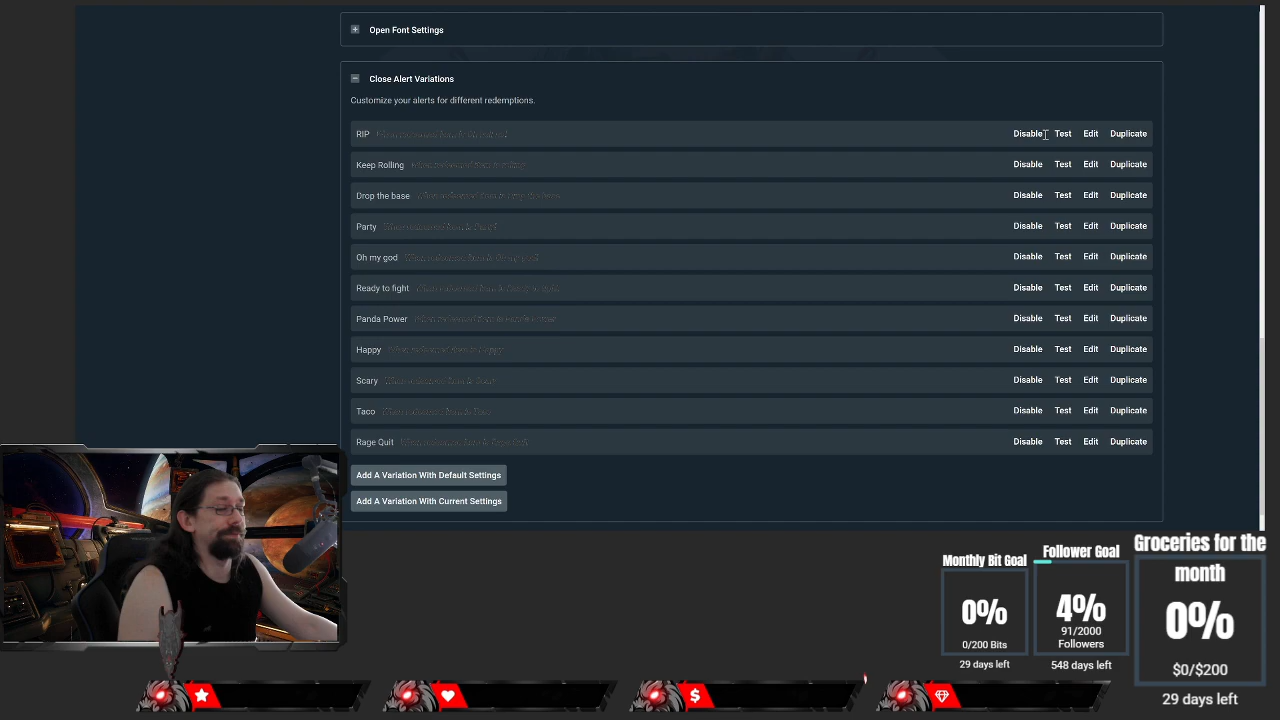 Open Font Settings
Close Alert Variations
Customize your alerts for different redemptions.
RIP Disable Test Edit Duplicate
Keep Rolling Disable Test Edit Duplicate
Drop the base Disable Test Edit Duplicate
Party Disable Test Edit Duplicate
Oh my god Disable Test Edit Duplicate
Ready to fight Disable Test Edit Duplicate
Panda Power Disable Test Edit Duplicate
Happy Disable Test Edit Duplicate
Scary Disable Test Edit Duplicate
Taco Disable Test Edit Duplicate
Rage Quit Disable Test Edit Duplicate
Add A Variation With Default Settings
Add A Variation With Current Settings
Monthly Bit Goal
0%
0/200 Bits
29 days left
Follower Goal
4%
91/2000
Followers
548 days left
Groceries for the
month
0%
$0/$200
29 days left
$